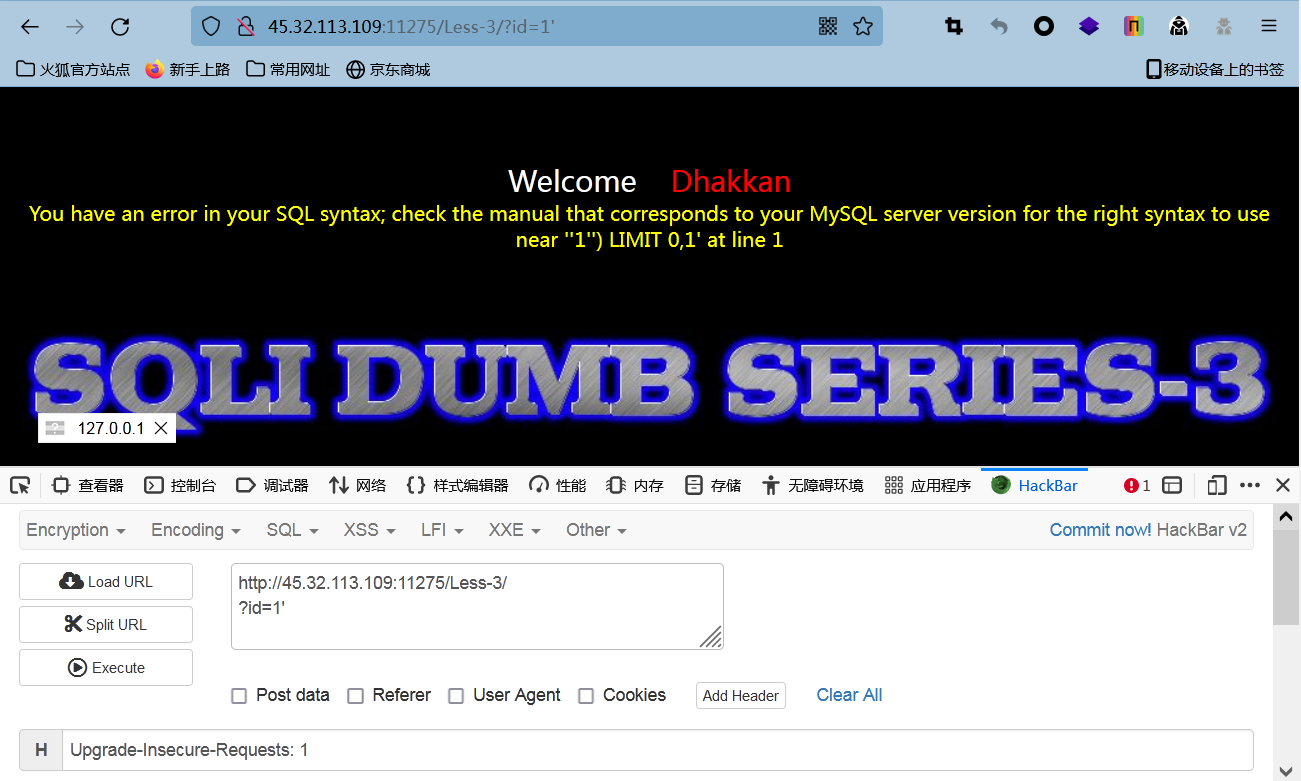 45.32.113.109:11275/Less-3/?id=1'
火狐官方站点 新手上路 常用网址 京东商城 移动设备上的书签
Welcome Dhakkan
You have an error in your SQL syntax; check the manual that corresponds to your MySQL server version for the right syntax to use
near ''1'') LIMIT 0,1' at line 1
SQLI DUMB SERIES-3
127.0.0.1
查看器 控制台 调试器 网络 样式编辑器 性能 内存 存储 无障碍环境 应用程序 HackBar 1
Encryption Encoding SQL XSS LFI XXE Other Commit now! HackBar v2
Load URL
Split URL
Execute
http://45.32.113.109:11275/Less-3/
?id=1'
Post data Referer User Agent Cookies Add Header Clear All
H Upgrade-Insecure-Requests: 1